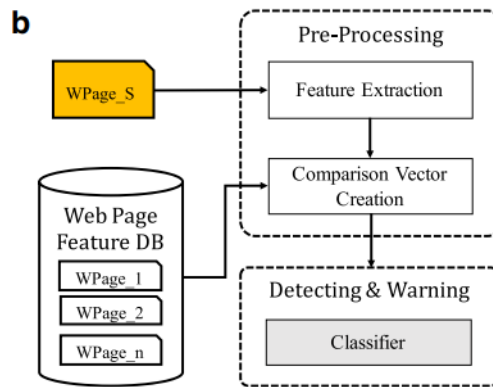 b
Pre-Processing
WPage_S
Feature Extraction
Comparison Vector
Creation
Web Page
Feature DB
WPage_1
WPage_2
WPage_n
Detecting & Warning
Classifier